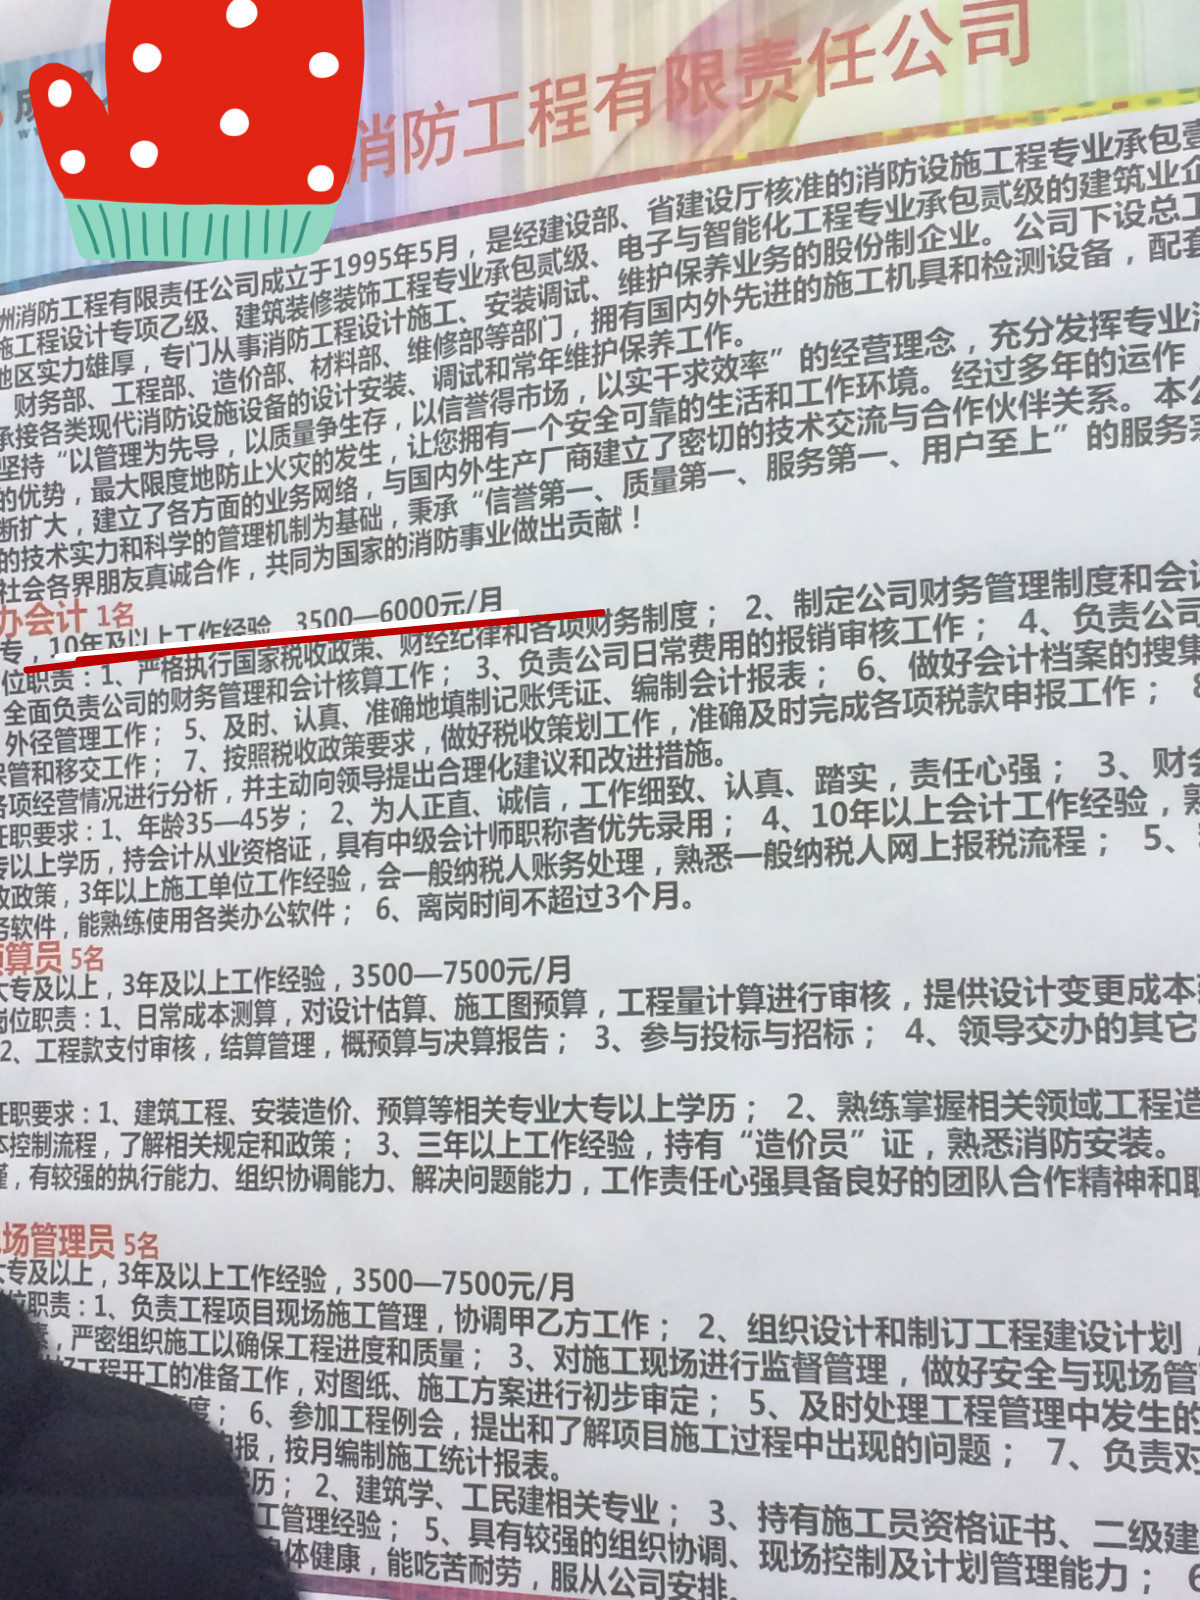 消防工程有限责任公司
州消防工程有限责任公司成立于1995年5月，是经建设部、省建设厅核准的消防设施工程专业承包壹
施工程设计专项乙级、建筑装修装饰工程专业承包贰级、电子与智能化工程专业承包贰级的建筑业企
地区实力雄厚，专门从事消防工程设计施工、安装调试、维护保养业务的股份制企业。公司下设总工
财务部、工程部、造价部、材料部、维修部等部门，拥有国内外先进的施工机具和检测设备，配套
承接各类现代消防设施设备的设计安装、调试和常年维护保养工作。
坚持“以管理为先导，以质量争生存，以信誉得市场，以实干求效率”的经营理念，充分发挥专业消
的优势，最大限度地防止火灾的发生，让您拥有一个安全可靠的生活和工作环境。经过多年的运作
断扩大，建立了各方面的业务网络，与国内外生产厂商建立了密切的技术交流与合作伙伴关系。本公
的技术实力和科学的管理机制为基础，秉承“信誉第一、质量第一、服务第一、用户至上”的服务宗
社会各界朋友真诚合作，共同为国家的消防事业做出贡献！
办会计 1名
专，10年及以上工作经验，3500—6000元/月
位职责：1、严格执行国家税收政策、财经纪律和各项财务制度； 2、制定公司财务管理制度和会计
全面负责公司的财务管理和会计核算工作； 3、负责公司日常费用的报销审核工作； 4、负责公司
外径管理工作； 5、及时、认真、准确地填制记账凭证、编制会计报表； 6、做好会计档案的搜集
保管和移交工作； 7、按照税收政策要求，做好税收策划工作，准确及时完成各项税款申报工作； 8
各项经营情况进行分析，并主动向领导提出合理化建议和改进措施。
任职要求：1、年龄35—45岁； 2、为人正直、诚信，工作细致、认真、踏实，责任心强； 3、财会
专以上学历，持会计从业资格证，具有中级会计师职称者优先录用； 4、10年以上会计工作经验，熟
收政策，3年以上施工单位工作经验，会一般纳税人账务处理，熟悉一般纳税人网上报税流程； 5、
务软件，能熟练使用各类办公软件； 6、离岗时间不超过3个月。
预算员 5名
大专及以上，3年及以上工作经验，3500—7500元/月
岗位职责：1、日常成本测算，对设计估算、施工图预算，工程量计算进行审核，提供设计变更成本
2、工程款支付审核，结算管理，概预算与决算报告； 3、参与投标与招标； 4、领导交办的其它
任职要求：1、建筑工程、安装造价、预算等相关专业大专以上学历； 2、熟练掌握相关领域工程造
本控制流程，了解相关规定和政策； 3、三年以上工作经验，持有“造价员”证，熟悉消防安装。
谨，有较强的执行能力、组织协调能力、解决问题能力，工作责任心强具备良好的团队合作精神和职
场管理员 5名
大专及以上，3年及以上工作经验，3500—7500元/月
位职责：1、负责工程项目现场施工管理，协调甲乙方工作； 2、组织设计和制订工程建设计划，
，严密组织施工以确保工程进度和质量； 3、对施工现场进行监督管理，做好安全与现场管
好工程开工的准备工作，对图纸、施工方案进行初步审定； 5、及时处理工程管理中发生的
度； 6、参加工程例会，提出和了解项目施工过程中出现的问题； 7、负责对
申报，按月编制施工统计报表。
学历； 2、建筑学、工民建相关专业； 3、持有施工员资格证书、二级建
工管理经验； 5、具有较强的组织协调、现场控制及计划管理能力； 6
身体健康，能吃苦耐劳，服从公司安排。